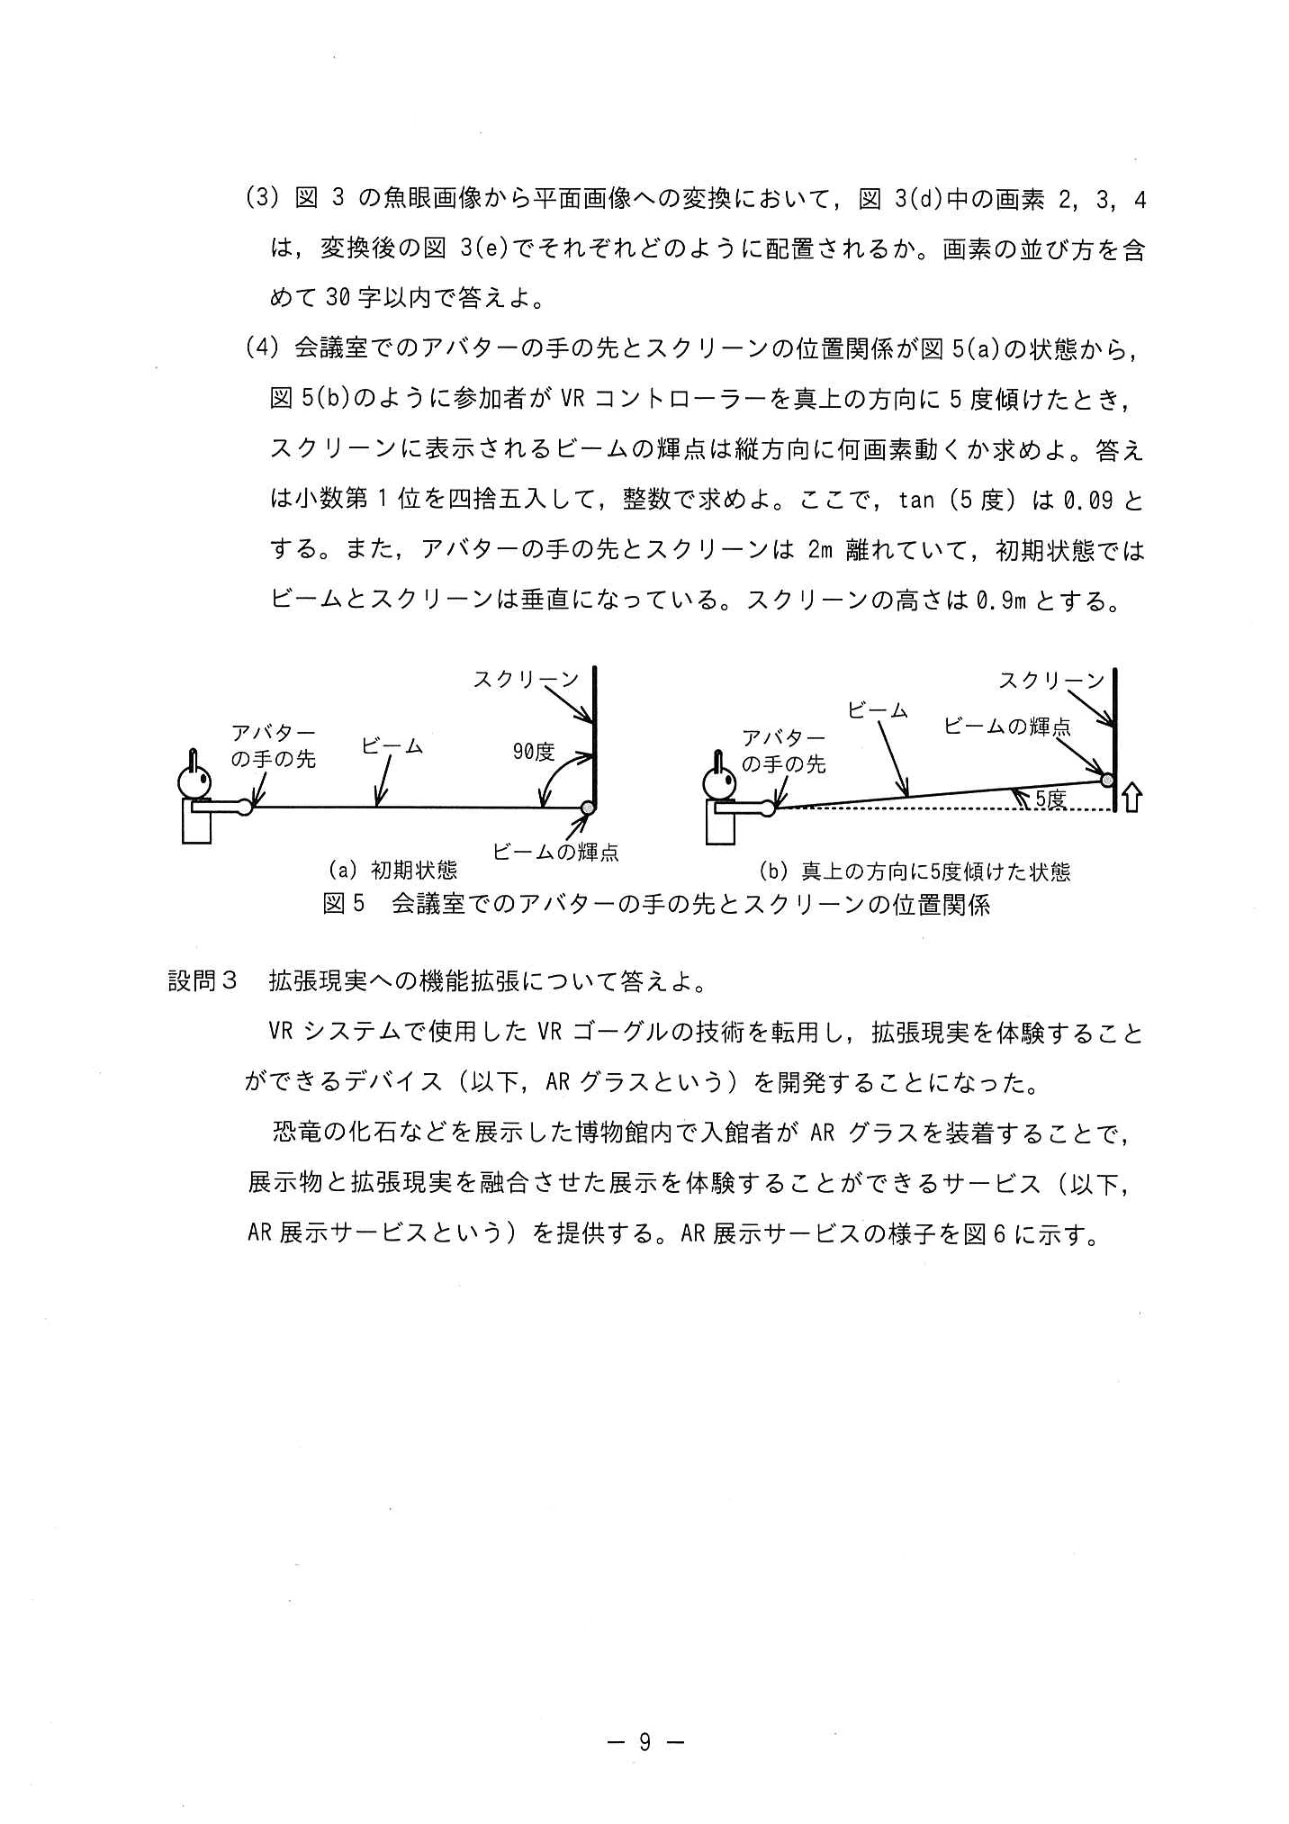 (3) 図 3 の魚眼画像から平面画像への変換において，図 3(d)中の画素 2，3，4
は，変換後の図 3(e)でそれぞれどのように配置されるか。画素の並び方を含
めて 30 字以内で答えよ。
(4) 会議室でのアバターの手の先とスクリーンの位置関係が図 5(a)の状態から，
図 5(b)のように参加者が VR コントローラーを真上の方向に 5 度傾けたとき，
スクリーンに表示されるビームの輝点は縦方向に何画素動くか求めよ。答え
は小数第 1 位を四捨五入して，整数で求めよ。ここで，tan（5 度）は 0.09 と
する。また，アバターの手の先とスクリーンは 2m 離れていて，初期状態では
ビームとスクリーンは垂直になっている。スクリーンの高さは 0.9m とする。
スクリーン
アバター
の手の先
ビーム
90度
ビームの輝点
(a) 初期状態
スクリーン
ビーム
ビームの輝点
アバター
の手の先
5度
(b) 真上の方向に5度傾けた状態
図 5　会議室でのアバターの手の先とスクリーンの位置関係
設問３　拡張現実への機能拡張について答えよ。
VR システムで使用した VR ゴーグルの技術を転用し，拡張現実を体験すること
ができるデバイス（以下，AR グラスという）を開発することになった。
恐竜の化石などを展示した博物館内で入館者が AR グラスを装着することで，
展示物と拡張現実を融合させた展示を体験することができるサービス（以下，
AR 展示サービスという）を提供する。AR 展示サービスの様子を図 6 に示す。
－ 9 －